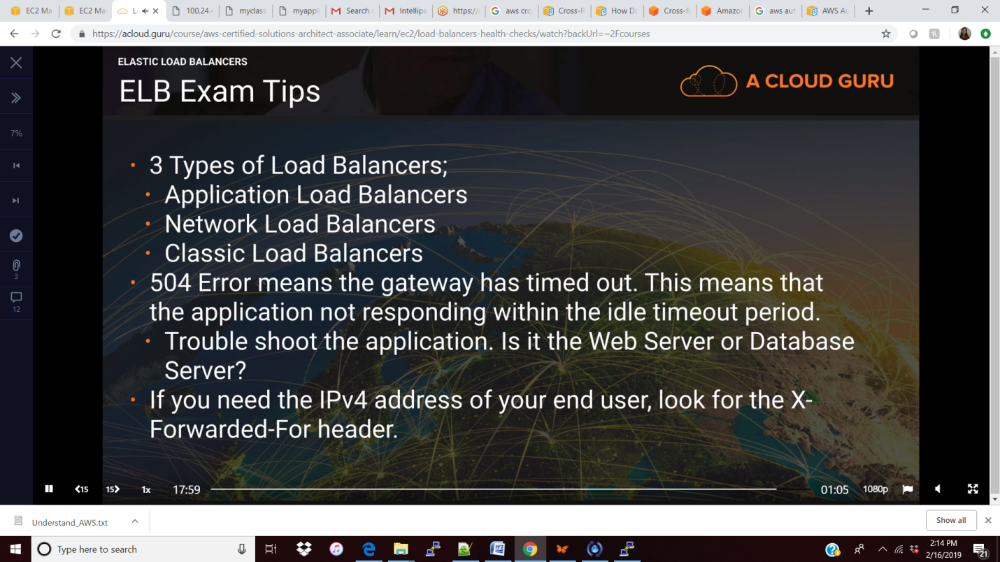 EC2 Ma
EC2 Ma
L
100.24.
myclass
myappli
Search
Intellipa
https://
aws cro
Cross-R
How Do
Cross-R
Amazon
aws aut
AWS Au
https://acloud.guru/course/aws-certified-solutions-architect-associate/learn/ec2/load-balancers-health-checks/watch?backUrl=~2Fcourses
ELASTIC LOAD BALANCERS
ELB Exam Tips
A CLOUD GURU
7%
3
12
• 3 Types of Load Balancers;
• Application Load Balancers
• Network Load Balancers
• Classic Load Balancers
• 504 Error means the gateway has timed out. This means that
the application not responding within the idle timeout period.
• Trouble shoot the application. Is it the Web Server or Database
Server?
• If you need the IPv4 address of your end user, look for the X-
Forwarded-For header.
15
15
1x
17:59
01:05
1080p
Understand_AWS.txt
Show all
Type here to search
2:14 PM
2/16/2019
21